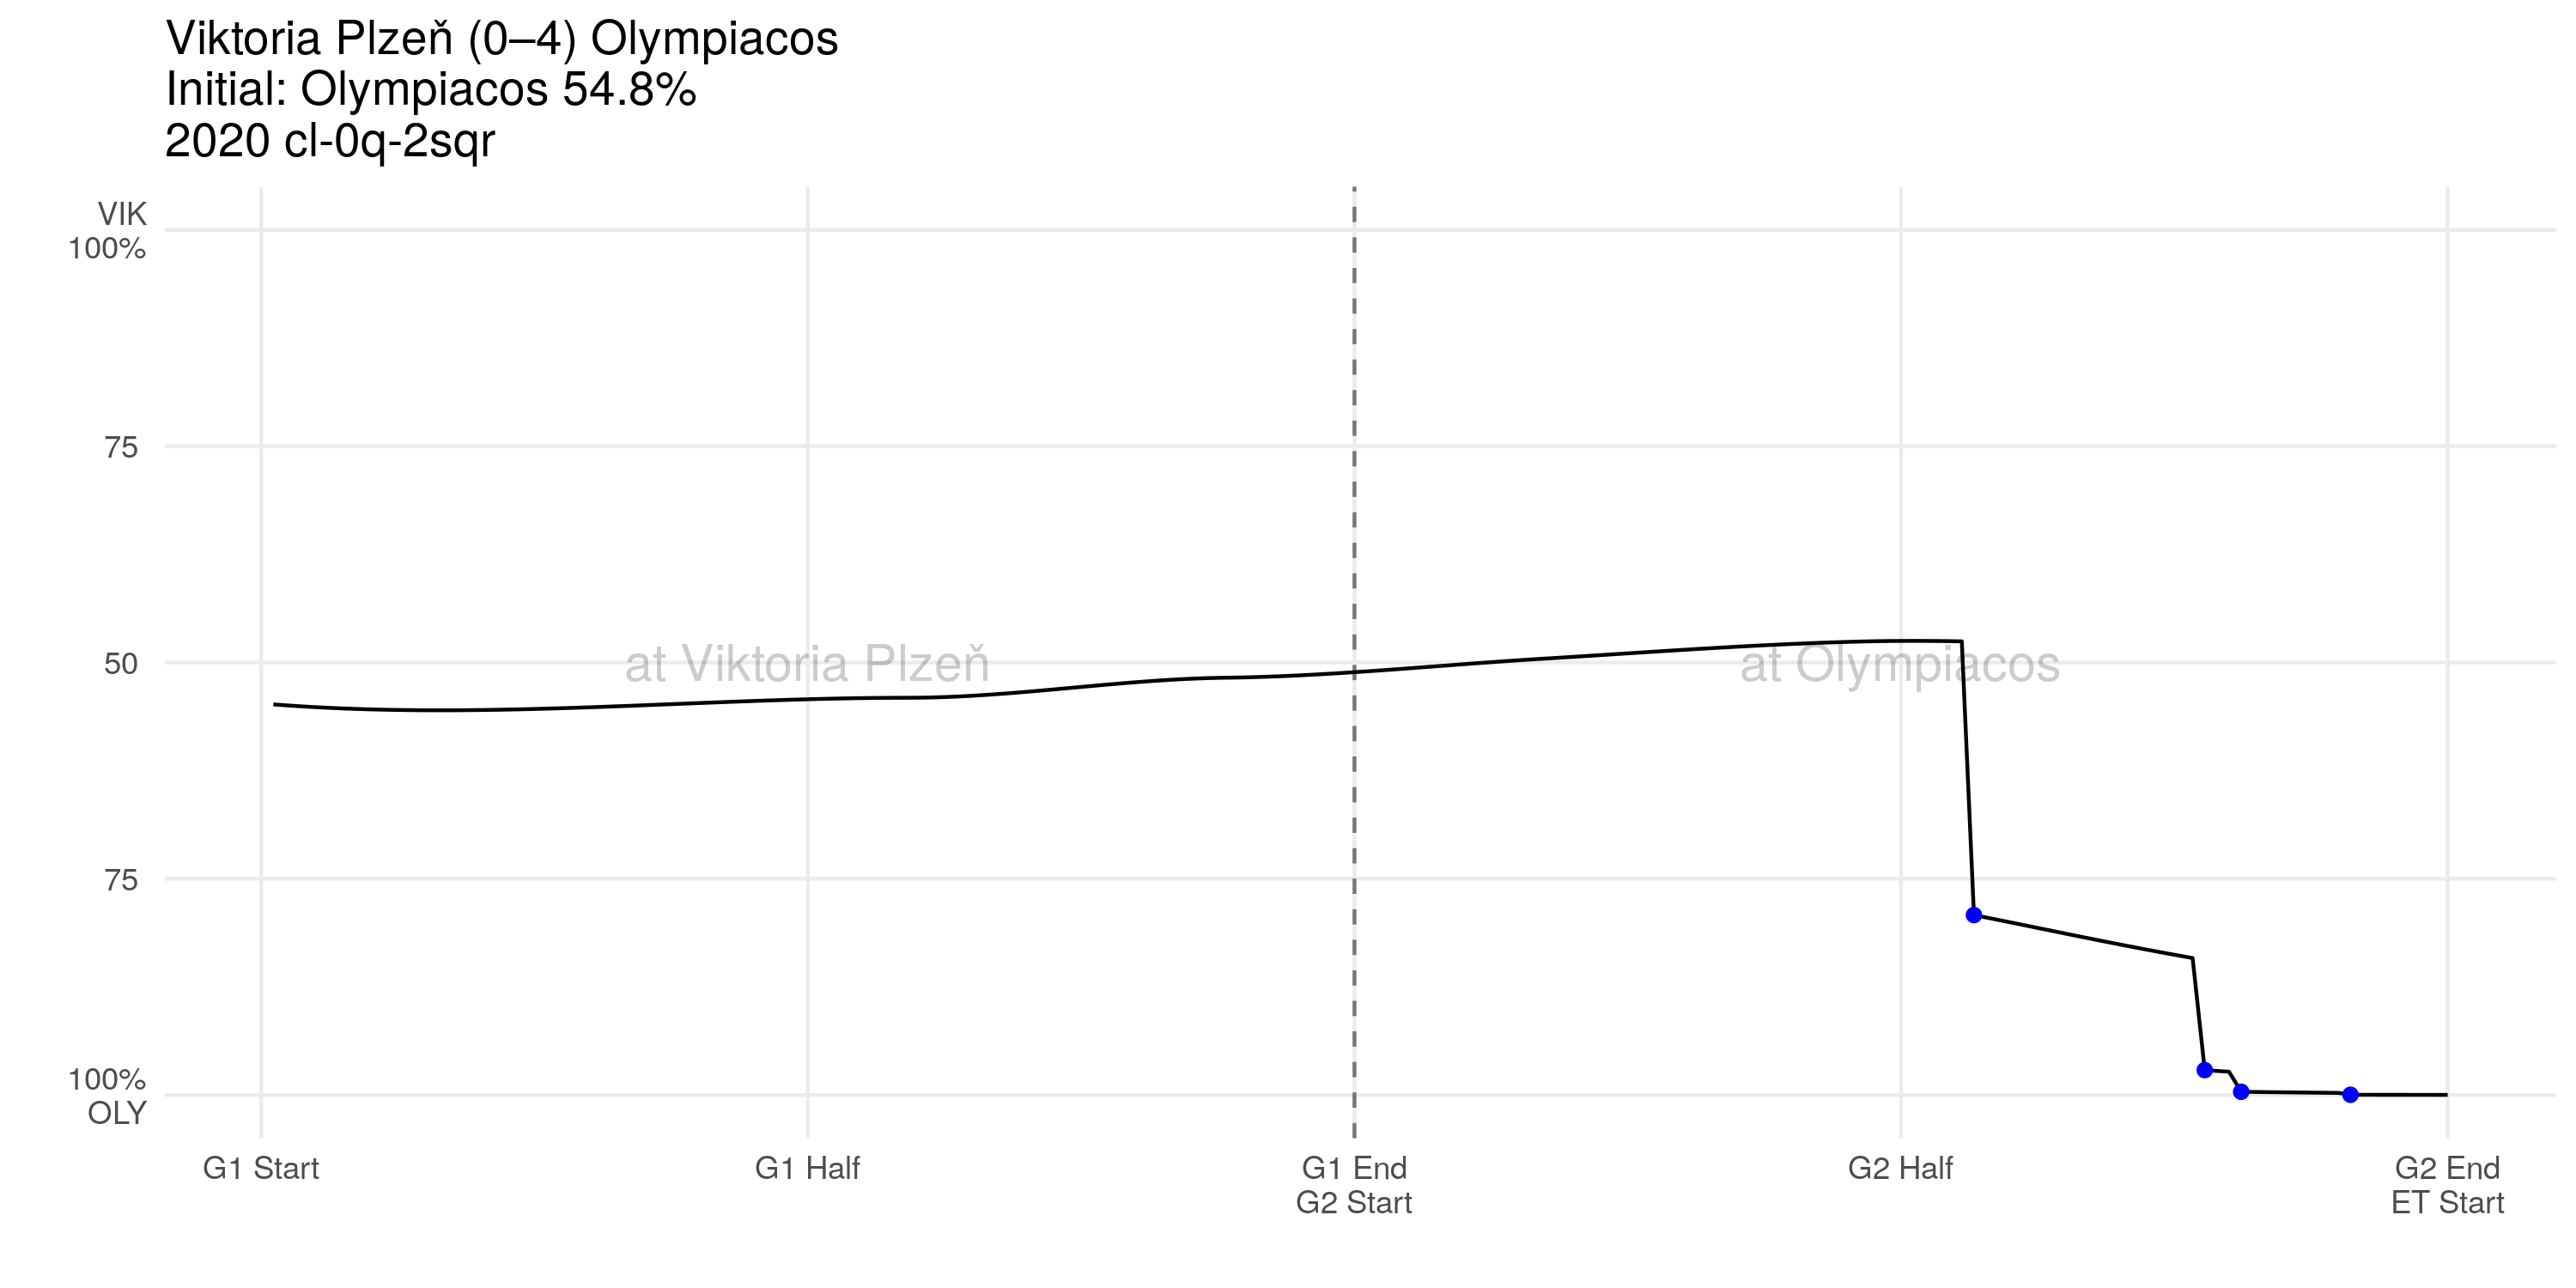 Viktoria Plzeň (0–4) Olympiacos
Initial: Olympiacos 54.8%
2020 cl-0q-2sqr
VIK
100%
75
50
75
100%
OLY
at Viktoria Plzeň
at Olympiacos
G1 Start
G1 Half
G1 End
G2 Start
G2 Half
G2 End
ET Start